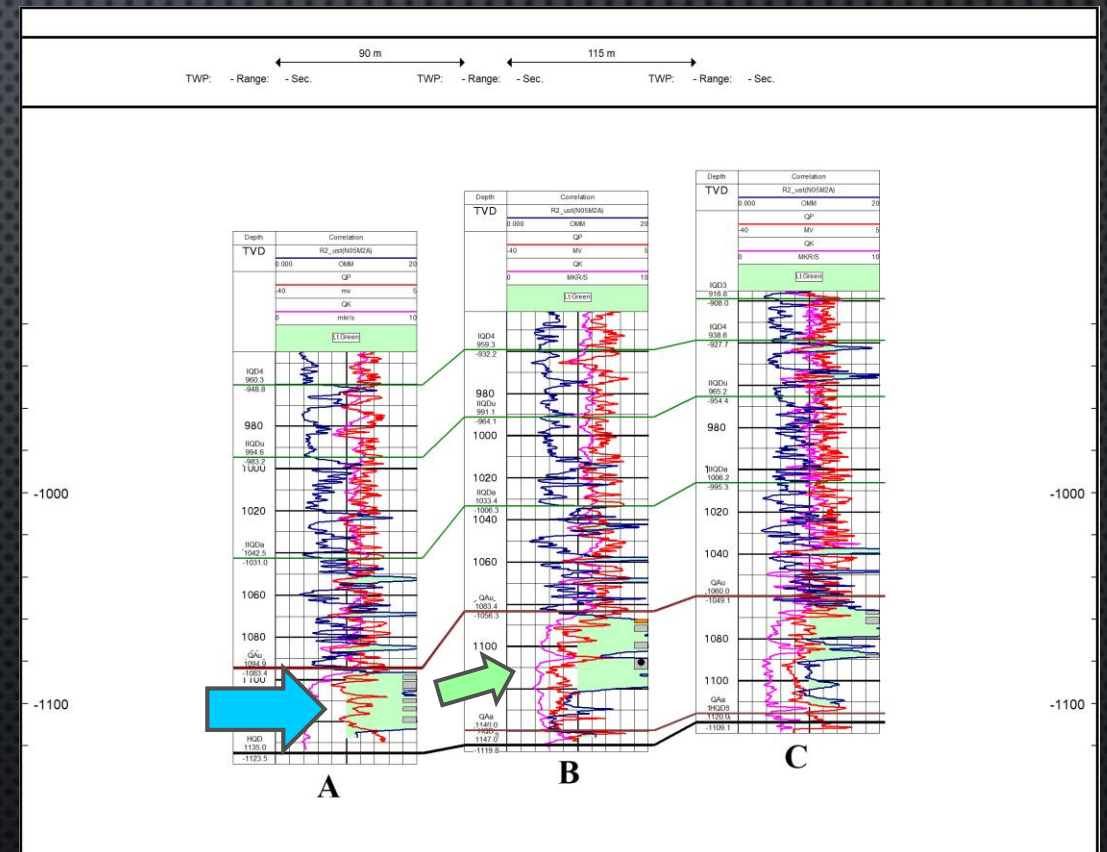 90 m
115 m
TWP: - Range: - Sec.
TWP: - Range: - Sec.
TWP: - Range: - Sec.
Depth Correlation
TVD R2_ust(N05M2A)
0.000 OMM 20
QP
-40 mv 5
QK
0 mkr/s 10
Lt Green
IQD4
960.3
-948.8
980
IIQDu
994.6
-983.2
1000
1020
IIQDa
1042.5
-1031.0
1060
1080
QAu
1094.9
-1083.4
1100
HQD
1135.0
-1123.5
A
Depth Correlation
TVD R2_ust(N05M2A)
0.000 OMM 20
QP
-40 MV 5
QK
0 MKR/S 10
Lt Green
IQD4
959.3
-932.2
980
IIQDu
991.1
-964.1
1000
1020
IIQDa
1033.4
-1006.3
1040
1060
QAu
1083.4
-1056.3
1100
QAa
1140.0
1147.0
-1119.8
B
Depth Correlation
TVD R2_ust(N05M2A)
0.800 OMM 20
QP
-40 MV 5
QK
0 MKR/S 10
Lt Green
IQD3
918.8
-908.0
IQD4
938.6
-927.7
IIQDu
965.2
-954.4
980
IIQDa
1006.2
-995.3
1020
1040
QAu
1060.0
-1049.1
1080
1100
QAa
1120.0
-1109.1
C
-1000
-1000
-1100
-1100